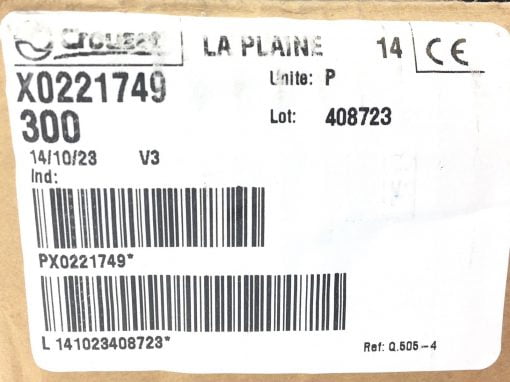 Crouzet LA PLAINE 14 CE
X0221749 Unite: P
300 Lot: 408723
14/10/23 V3
Ind:
PX0221749*
L 141023408723*
Ref: Q.505-4